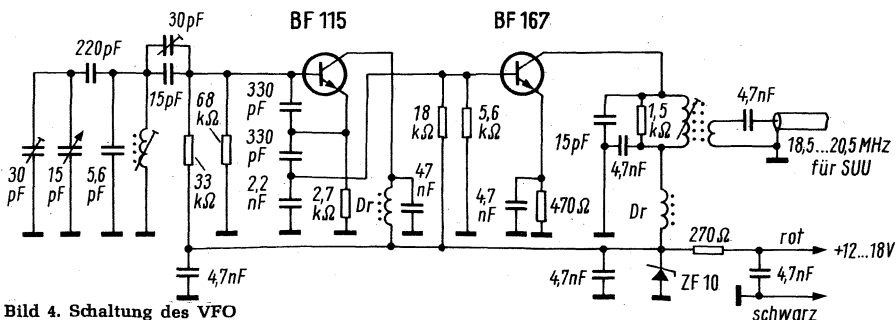 BF 115
BF 167
30pF
220pF
15pF
68
kΩ
330
pF
330
pF
2,2
nF
30
pF
15
pF
5,6
pF
33
kΩ
2,7
kΩ
Dr
47
nF
18
kΩ
5,6
kΩ
4,7
nF
470Ω
15pF
4,7nF
1,5
kΩ
4,7nF
18,5...20,5 MHz
für SUU
Dr
270Ω
rot
+12...18V
4,7nF
4,7nF
ZF 10
4,7nF
schwarz
Bild 4. Schaltung des VFO